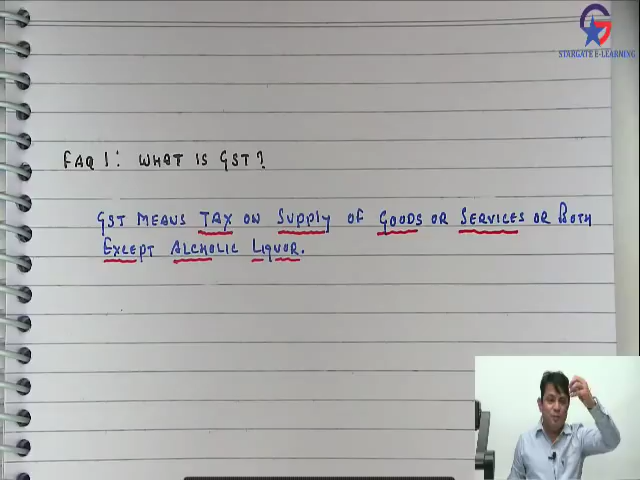 STARGATE E-LEARNING
FAQ 1: WHAT IS GST?
GST MEANS TAX ON SUPPLY OF GOODS OR SERVICES OR BOTH
EXCEPT ALCHOLIC LIQUOR.